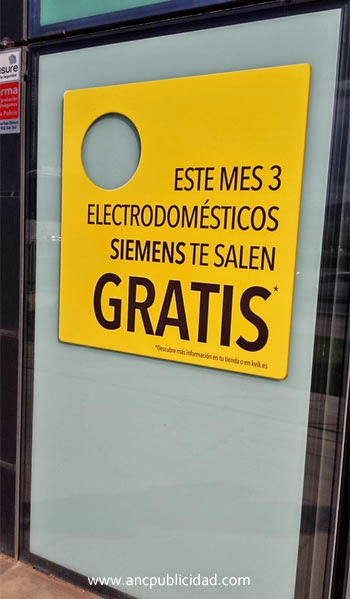 ESTE MES 3
ELECTRODOMÉSTICOS
SIEMENS TE SALEN
GRATIS*
*Descubre más información en tu tienda o en kvik.es
www.ancpublicidad.com